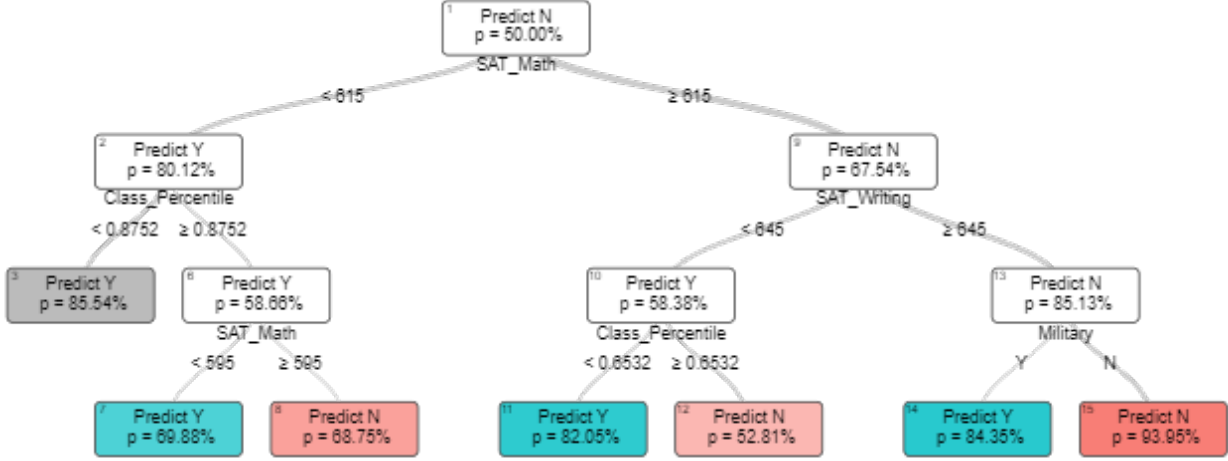 1
Predict N
p = 50.00%
SAT_Math
< 615
≥ 615
2
Predict Y
p = 80.12%
Class_Percentile
9
Predict N
p = 67.54%
SAT_Writing
< 0.8752
≥ 0.8752
< 645
≥ 645
3
Predict Y
p = 85.54%
6
Predict Y
p = 58.66%
SAT_Math
10
Predict Y
p = 58.38%
Class_Percentile
13
Predict N
p = 85.13%
Military
< 595
≥ 595
< 0.6532
≥ 0.6532
Y
N
7
Predict Y
p = 69.88%
8
Predict N
p = 68.75%
11
Predict Y
p = 82.05%
12
Predict N
p = 52.81%
14
Predict Y
p = 84.35%
15
Predict N
p = 93.95%